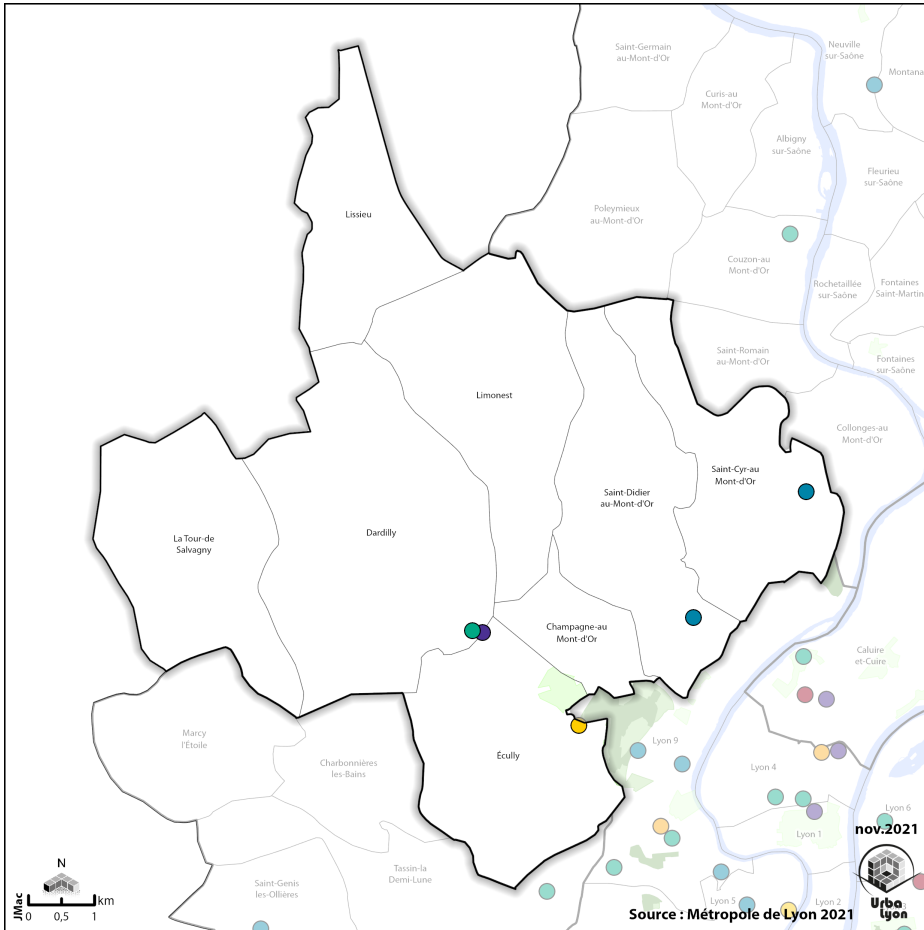 Saint-Germain
au-Mont-d'Or
Neuville
sur-Saône
Montana
Curis-au
Mont-d'Or
Albigny
sur-Saône
Fleurieu
sur-Saône
Lissieu
Poleymieux
au-Mont-d'Or
Couzon-au
Mont-d'Or
Rochetaillée
sur-Saône
Fontaines
Saint-Martin
Saint-Romain
au-Mont-d'Or
Fontaines
sur-Saône
Limonest
Collonges-au
Mont-d'Or
Saint-Cyr-au
Mont-d'Or
Saint-Didier
au-Mont-d'Or
La Tour-de
Salvagny
Dardilly
Champagne-au
Mont-d'Or
Caluire
et-Cuire
Marcy
l'Étoile
Charbonnières
les-Bains
Écully
Lyon 9
Lyon 4
Lyon 6
Lyon 1
nov.2021
Tassin-la
Demi-Lune
Saint-Genis
les-Ollières
Lyon 5
Lyon 2
N
km
0 0,5 1
JMac
Source : Métropole de Lyon 2021
Urba
Lyon